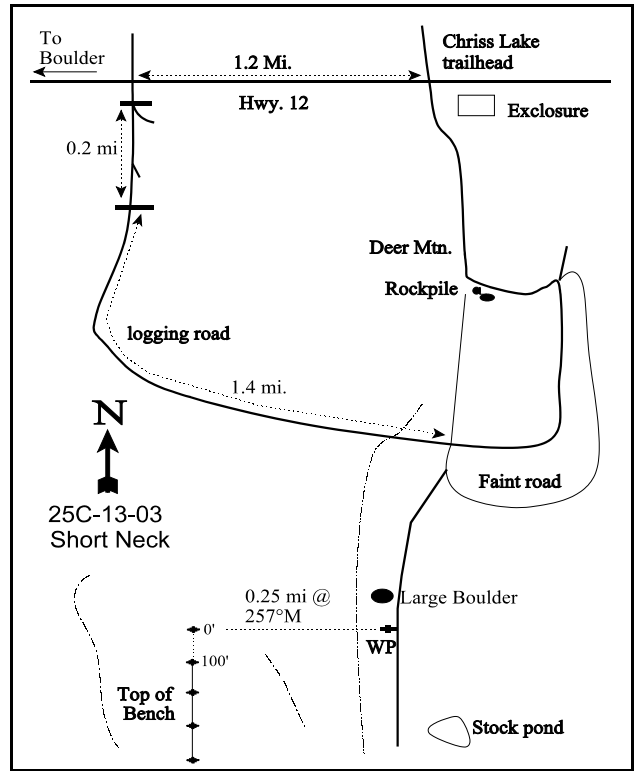 To
Boulder
1.2 Mi.
Chriss Lake
trailhead
Hwy. 12
Exclosure
0.2 mi
Deer Mtn.
Rockpile
logging road
1.4 mi.
N
25C-13-03
Short Neck
Faint road
0.25 mi @
257°M
Large Boulder
0'
WP
100'
Top of
Bench
Stock pond